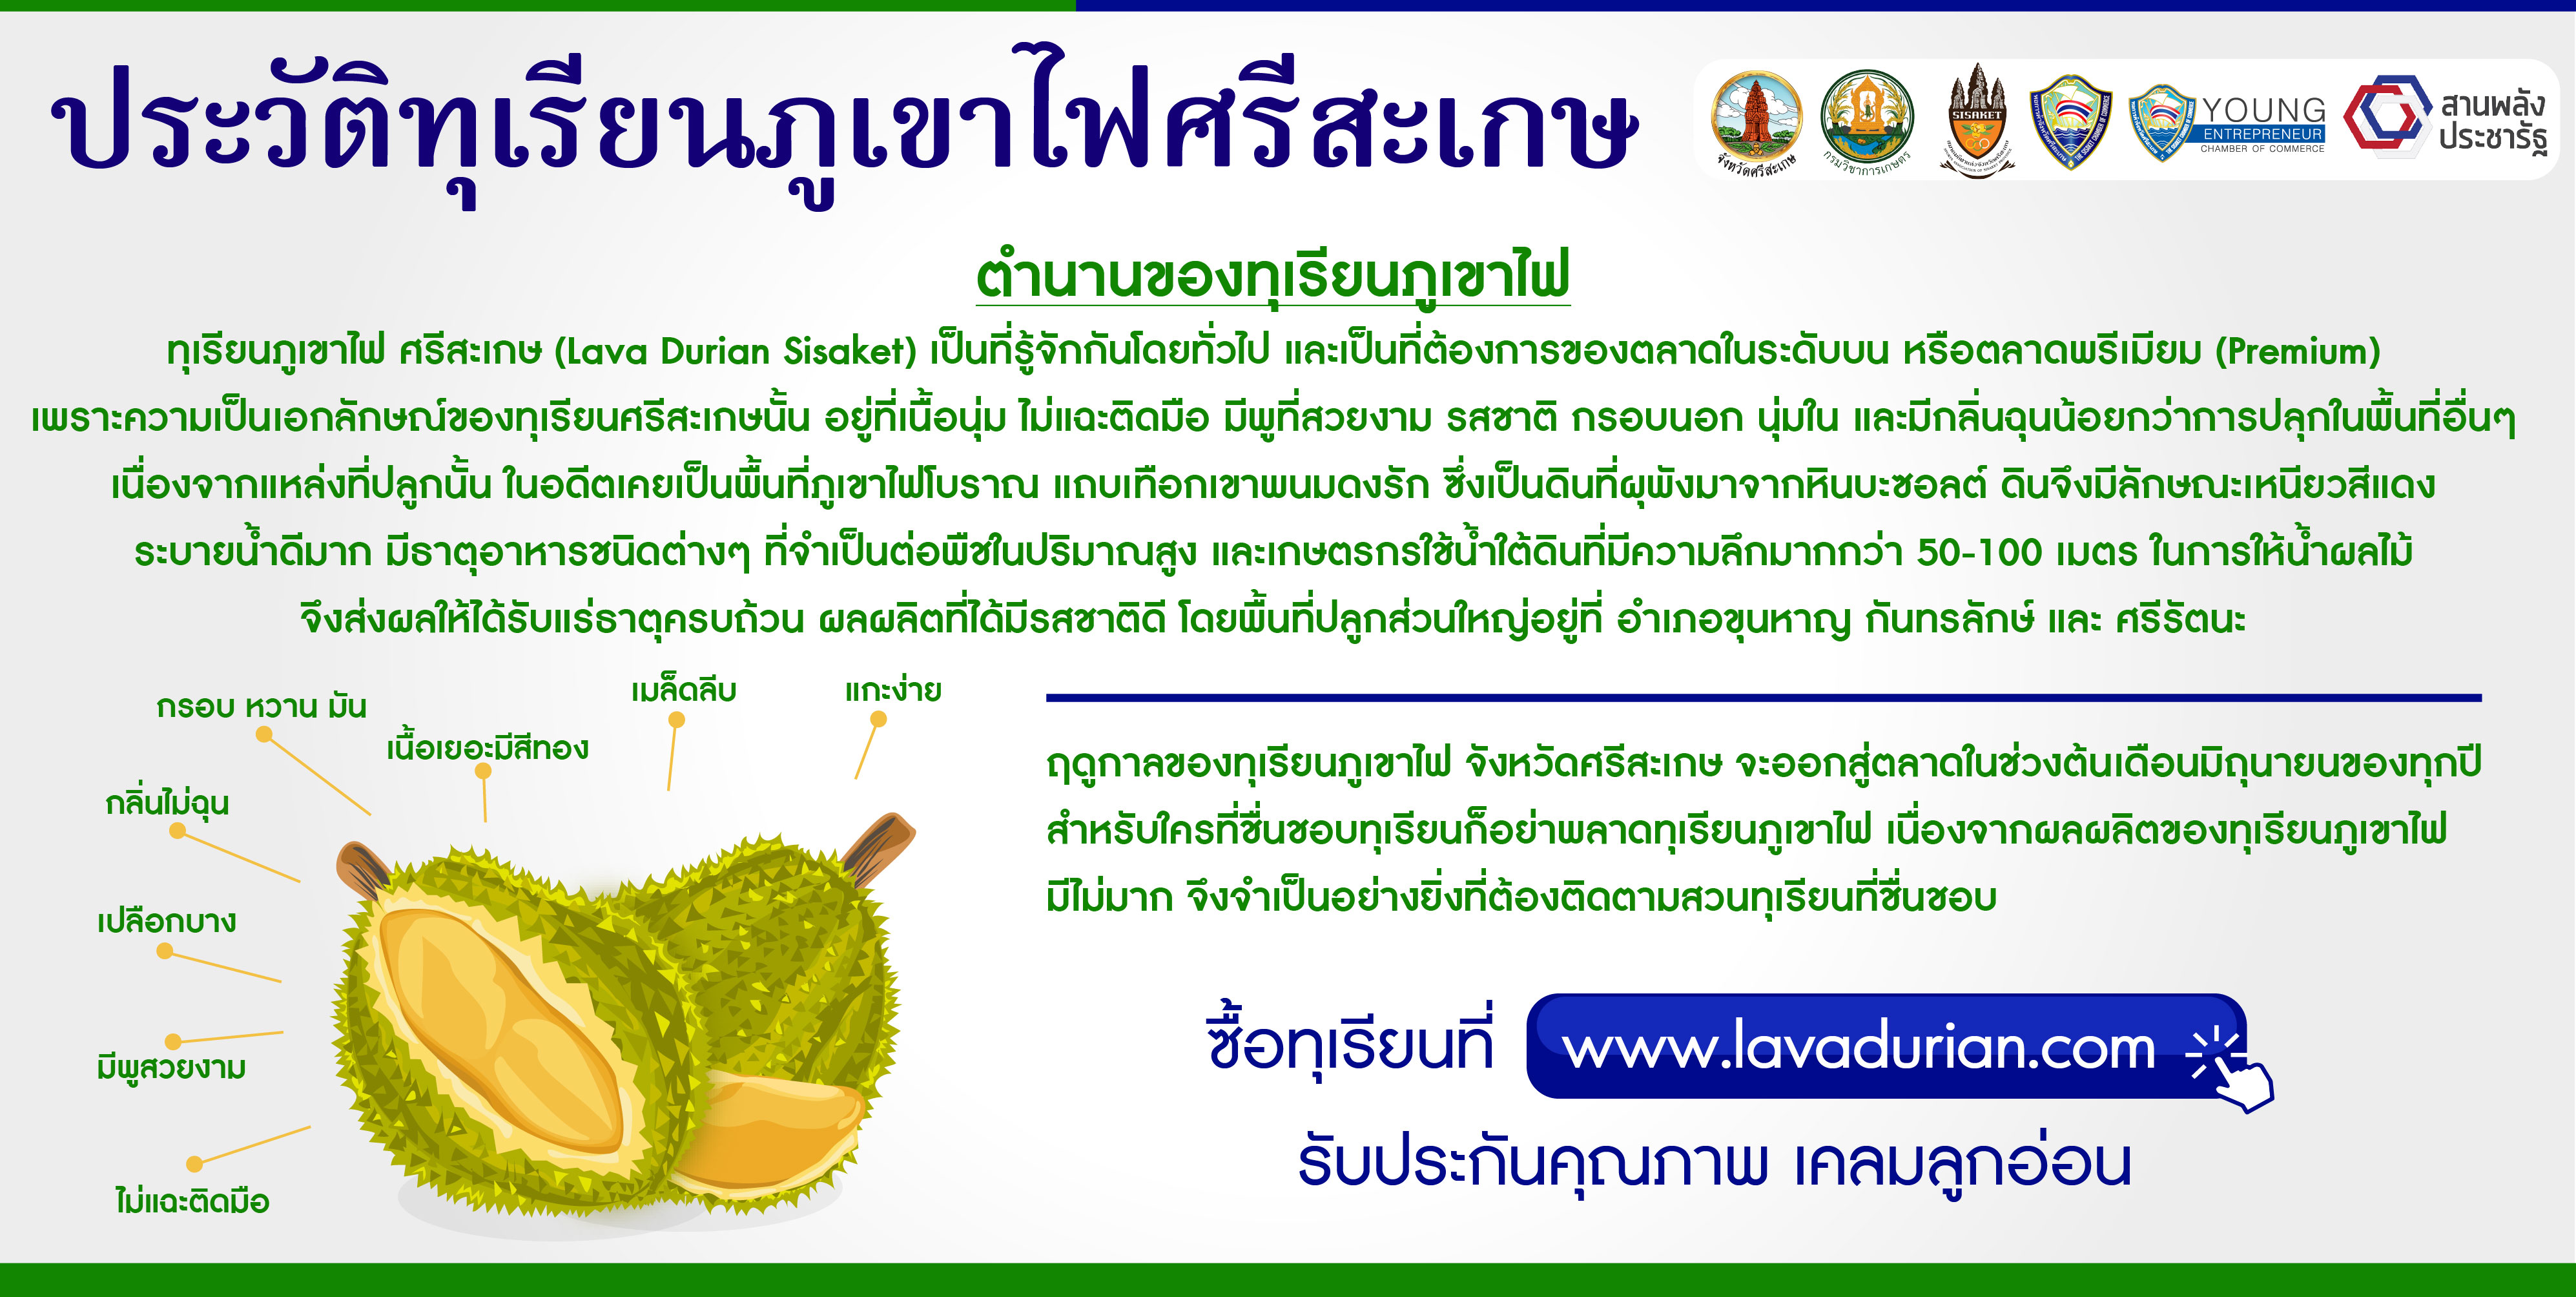 ประวัติทุเรียนภูเขาไฟศรีสะเกษ
จังหวัดศรีสะเกษ
กรมวิชาการเกษตร
SISAKET
YOUNG
ENTREPRENEUR
CHAMBER OF COMMERCE
สานพลัง
ประชารัฐ
ตำนานของทุเรียนภูเขาไฟ
ทุเรียนภูเขาไฟ ศรีสะเกษ (Lava Durian Sisaket) เป็นที่รู้จักกันโดยทั่วไป และเป็นที่ต้องการของตลาดในระดับบน หรือตลาดพรีเมียม (Premium)
เพราะความเป็นเอกลักษณ์ของทุเรียนศรีสะเกษนั้น อยู่ที่เนื้อนุ่ม ไม่แฉะติดมือ มีพูที่สวยงาม รสชาติ กรอบนอก นุ่มใน และมีกลิ่นฉุนน้อยกว่าการปลุกในพื้นที่อื่นๆ
เนื่องจากแหล่งที่ปลูกนั้น ในอดีตเคยเป็นพื้นที่ภูเขาไฟโบราณ แถบเทือกเขาพนมดงรัก ซึ่งเป็นดินที่ผุพังมาจากหินบะซอลต์ ดินจึงมีลักษณะเหนียวสีแดง
ระบายน้ำดีมาก มีธาตุอาหารชนิดต่างๆ ที่จำเป็นต่อพืชในปริมาณสูง และเกษตรกรใช้น้ำใต้ดินที่มีความลึกมากกว่า 50-100 เมตร ในการให้น้ำผลไม้
จึงส่งผลให้ได้รับแร่ธาตุครบถ้วน ผลผลิตที่ได้มีรสชาติดี โดยพื้นที่ปลูกส่วนใหญ่อยู่ที่ อำเภอขุนหาญ กันทรลักษ์ และ ศรีรัตนะ
กรอบ หวาน มัน
เนื้อเยอะมีสีทอง
เมล็ดลีบ
แกะง่าย
กลิ่นไม่ฉุน
เปลือกบาง
มีพูสวยงาม
ไม่แฉะติดมือ
ฤดูกาลของทุเรียนภูเขาไฟ จังหวัดศรีสะเกษ จะออกสู่ตลาดในช่วงต้นเดือนมิถุนายนของทุกปี
สำหรับใครที่ชื่นชอบทุเรียนก็อย่าพลาดทุเรียนภูเขาไฟ เนื่องจากผลผลิตของทุเรียนภูเขาไฟ
มีไม่มาก จึงจำเป็นอย่างยิ่งที่ต้องติดตามสวนทุเรียนที่ชื่นชอบ
ซื้อทุเรียนที่ www.lavadurian.com
รับประกันคุณภาพ เคลมลูกอ่อน